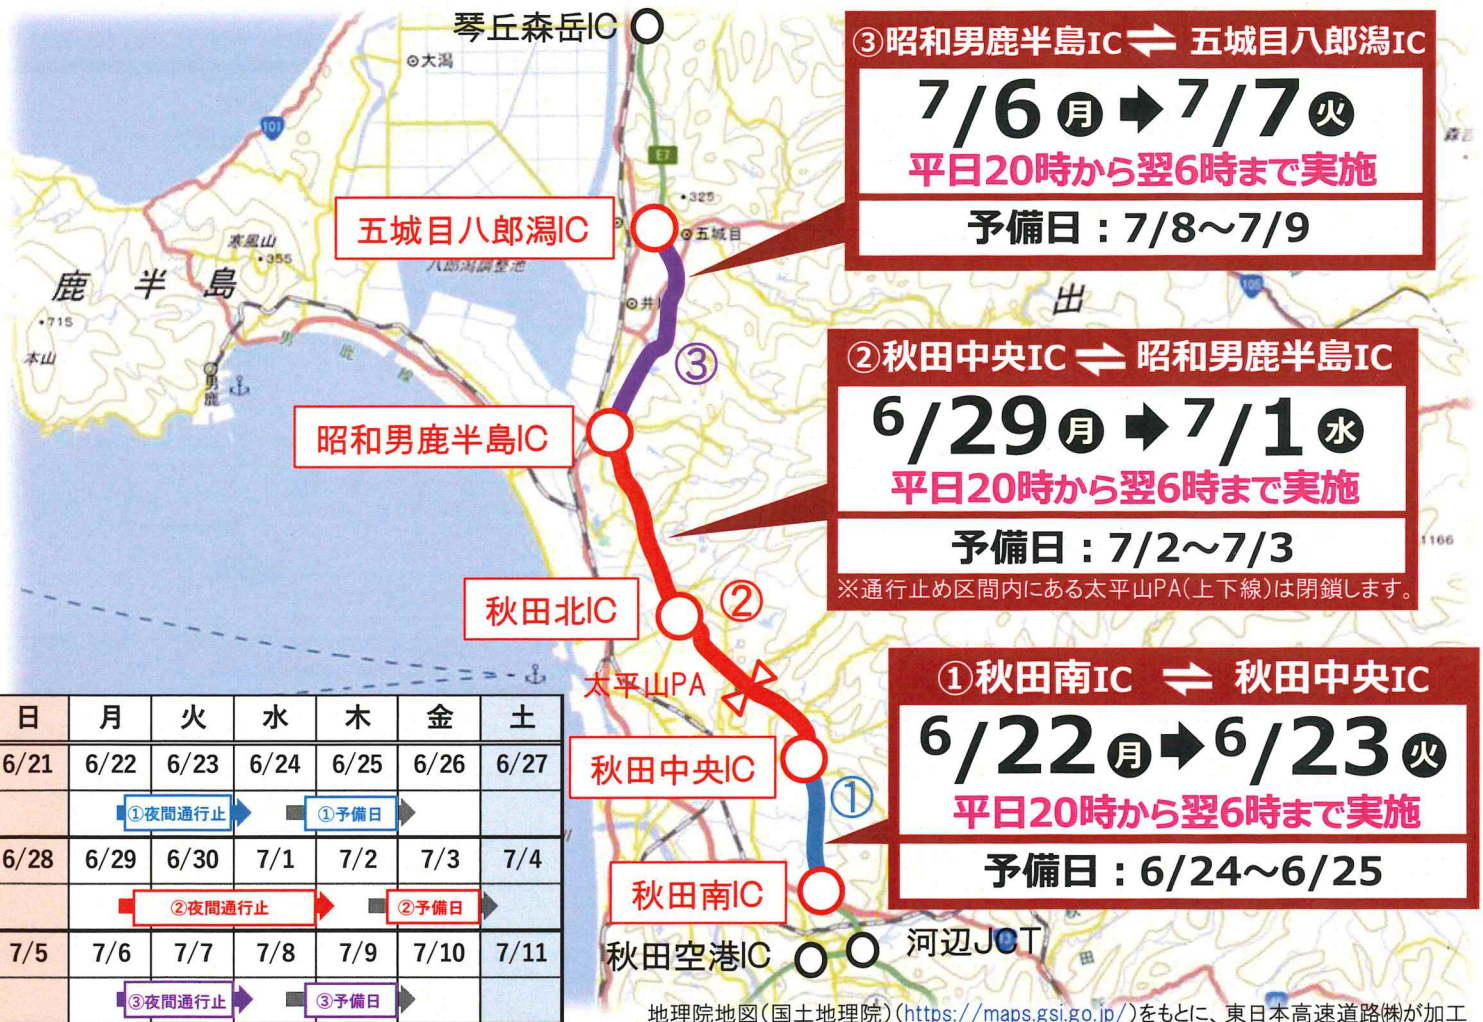 琴丘森岳IC
大潟
101
E7
325
五城目八郎潟IC
五城目
寒風山
355
八郎潟調整池
鹿半島
715
本山
男鹿
井川
③
昭和男鹿半島IC
秋田北IC
②
太平山PA
秋田中央IC
①
秋田南IC
秋田空港IC
河辺JCT
③昭和男鹿半島IC⇌五城目八郎潟IC
7/6月➡7/7火
平日20時から翌6時まで実施
予備日：7/8～7/9
105
出
②秋田中央IC⇌昭和男鹿半島IC
6/29月➡7/1水
平日20時から翌6時まで実施
予備日：7/2～7/3
※通行止め区間内にある太平山PA(上下線)は閉鎖します。
1166
①秋田南IC⇌秋田中央IC
6/22月➡6/23火
平日20時から翌6時まで実施
予備日：6/24～6/25
13
日 月 火 水 木 金 土
6/21 6/22 6/23 6/24 6/25 6/26 6/27
①夜間通行止 ①予備日
6/28 6/29 6/30 7/1 7/2 7/3 7/4
②夜間通行止 ②予備日
7/5 7/6 7/7 7/8 7/9 7/10 7/11
③夜間通行止 ③予備日
地理院地図(国土地理院)(https://maps.gsi.go.jp/)をもとに、東日本高速道路㈱が加工